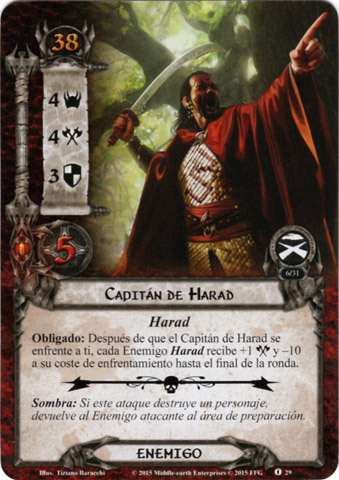 38
4
4
3
5
6/31
Capitán de Harad
Harad
Obligado: Después de que el Capitán de Harad se
enfrente a ti, cada Enemigo Harad recibe +1 y –10
a su coste de enfrentamiento hasta el final de la ronda.
Sombra: Si este ataque destruye un personaje,
devuelve al Enemigo atacante al área de preparación.
ENEMIGO
Illus. Tiziano Baracchi © 2015 Middle-earth Enterprises © 2015 FFG 29